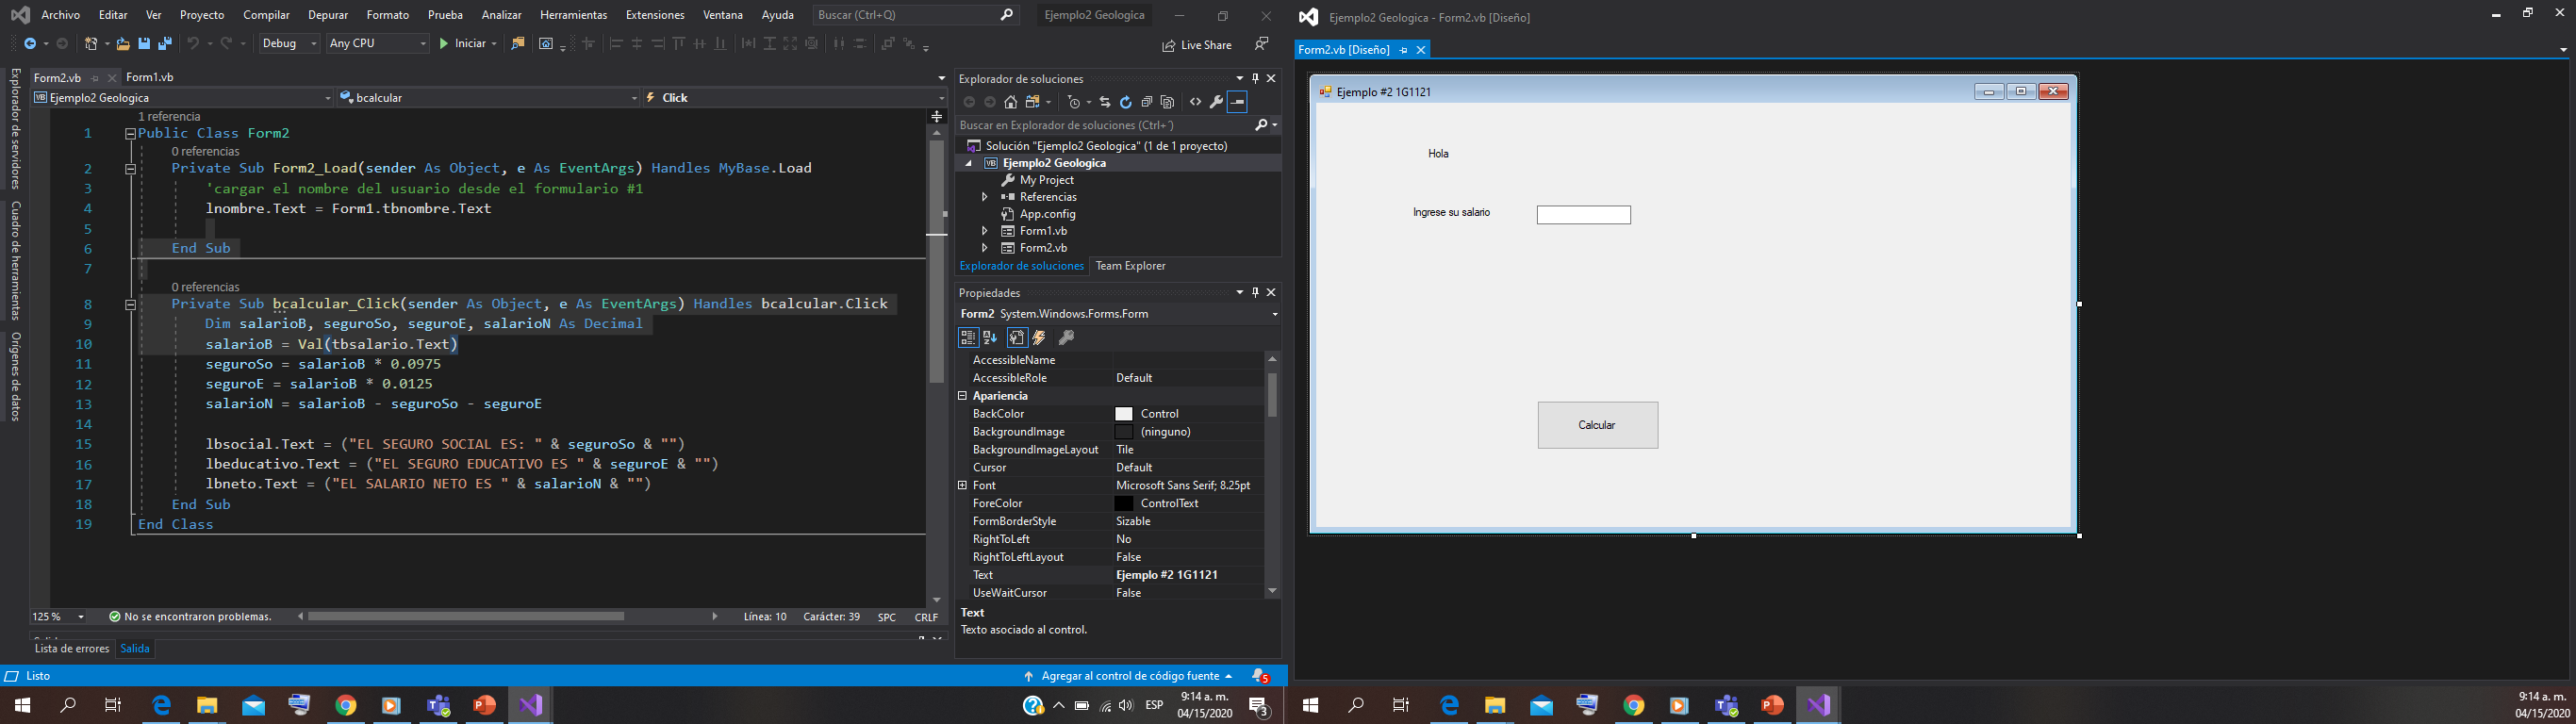 Archivo Editar Ver Proyecto Compilar Depurar Formato Prueba Analizar Herramientas Extensiones Ventana Ayuda Buscar (Ctrl+Q) Ejemplo2 Geologica
Debug Any CPU Iniciar Live Share
Explorador de servidores
Cuadro de herramientas
Orígenes de datos
Form2.vb Form1.vb
Ejemplo2 Geologica bcalcular Click
1 referencia
1 Public Class Form2
0 referencias
2 Private Sub Form2_Load(sender As Object, e As EventArgs) Handles MyBase.Load
3 'cargar el nombre del usuario desde el formulario #1
4 lnombre.Text = Form1.tbnombre.Text
5
6 End Sub
7
0 referencias
8 Private Sub bcalcular_Click(sender As Object, e As EventArgs) Handles bcalcular.Click
9 Dim salarioB, seguroSo, seguroE, salarioN As Decimal
10 salarioB = Val(tbsalario.Text)
11 seguroSo = salarioB * 0.0975
12 seguroE = salarioB * 0.0125
13 salarioN = salarioB - seguroSo - seguroE
14
15 lbsocial.Text = ("EL SEGURO SOCIAL ES: " & seguroSo & "")
16 lbeducativo.Text = ("EL SEGURO EDUCATIVO ES " & seguroE & "")
17 lbneto.Text = ("EL SALARIO NETO ES " & salarioN & "")
18 End Sub
19 End Class
125 % No se encontraron problemas. Línea: 10 Carácter: 39 SPC CRLF
Lista de errores Salida
Explorador de soluciones
Buscar en Explorador de soluciones (Ctrl+´)
Solución "Ejemplo2 Geologica" (1 de 1 proyecto)
Ejemplo2 Geologica
My Project
Referencias
App.config
Form1.vb
Form2.vb
Explorador de soluciones Team Explorer
Propiedades
Form2 System.Windows.Forms.Form
AccessibleName
AccessibleRole Default
Apariencia
BackColor Control
BackgroundImage (ninguno)
BackgroundImageLayout Tile
Cursor Default
Font Microsoft Sans Serif; 8.25pt
ForeColor ControlText
FormBorderStyle Sizable
RightToLeft No
RightToLeftLayout False
Text Ejemplo #2 1G1121
UseWaitCursor False
Text
Texto asociado al control.
Listo Agregar al control de código fuente 5
ESP 9:14 a. m.
04/15/2020 3
Ejemplo2 Geologica - Form2.vb [Diseño]
Form2.vb [Diseño]
Ejemplo #2 1G1121
Hola
Ingrese su salario
Calcular
9:14 a. m.
04/15/2020